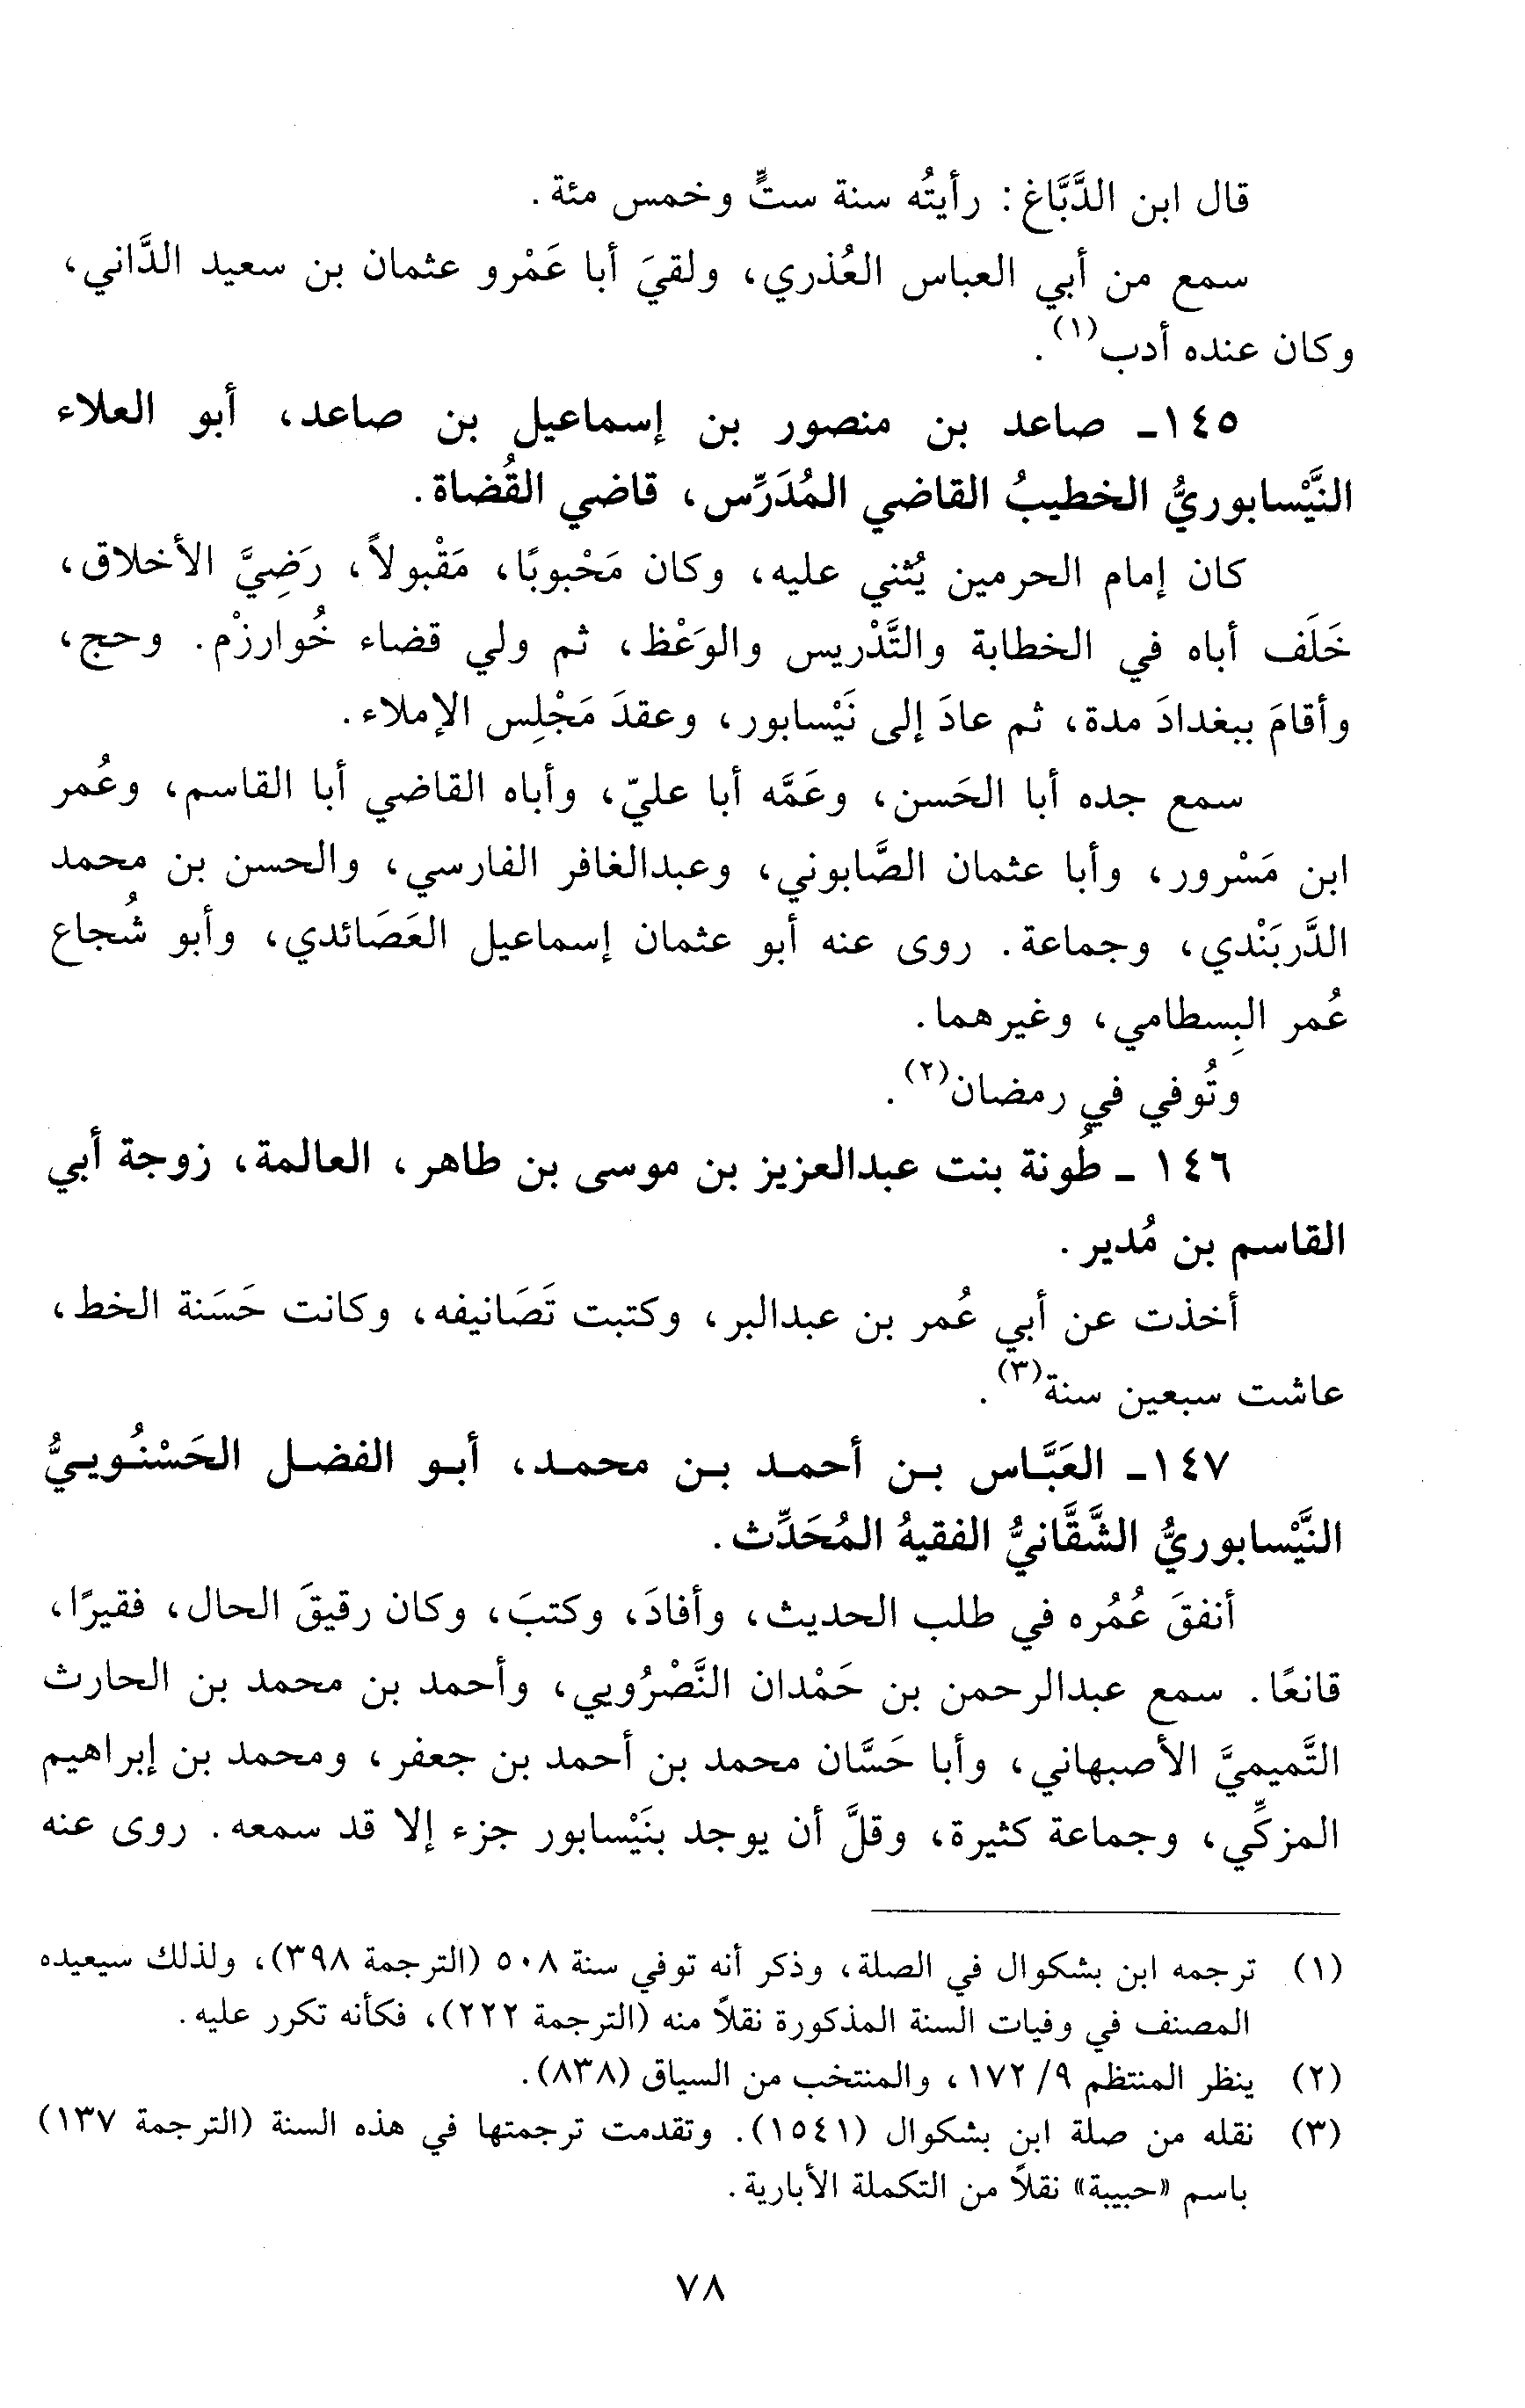 قال ابن الدَّبَّاغ: رأيتُه سنة ستٍّ وخمس مئة.
سمع من أبي العباس العُذري، ولقيَ أبا عَمْرو عثمان بن سعيد الدَّاني،
وكان عنده أدب(١).
١٤٥ـ صاعد بن منصور بن إسماعيل بن صاعد، أبو العلاء
النَّيْسابوريُّ الخطيبُ القاضي المُدَرِّس، قاضي القُضاة.
كان إمام الحرمين يُثني عليه، وكان مَحْبوبًا، مَقْبولاً، رَضِيَّ الأخلاق،
خَلَف أباه في الخطابة والتَّدْريس والوَعْظ، ثم ولي قضاء خُوارزْم. وحج،
وأقامَ ببغدادَ مدة، ثم عادَ إلى نَيْسابور، وعقدَ مَجْلِس الإملاء.
سمع جده أبا الحَسن، وعَمَّه أبا عليّ، وأباه القاضي أبا القاسم، وعُمر
ابن مَسْرور، وأبا عثمان الصَّابوني، وعبدالغافر الفارسي، والحسن بن محمد
الدَّربَنْدي، وجماعة. روى عنه أبو عثمان إسماعيل العَصَائدي، وأبو شُجاع
عُمر البِسطامي، وغيرهما.
وتُوفي في رمضان(٢).
١٤٦ ـ طُونة بنت عبدالعزيز بن موسى بن طاهر، العالمة، زوجة أبي
القاسم بن مُدير.
أخذت عن أبي عُمر بن عبدالبر، وكتبت تَصَانيفه، وكانت حَسَنة الخط،
عاشت سبعين سنة(٣).
١٤٧ـ العَبَّاس بن أحمد بن محمد، أبو الفضل الحَسْنُوييُّ
النَّيْسابوريُّ الشَّقَّانيُّ الفقيهُ المُحَدِّث.
أنفقَ عُمُره في طلب الحديث، وأفادَ، وكتبَ، وكان رقيقَ الحال، فقيرًا،
قانعًا. سمع عبدالرحمن بن حَمْدان النَّصْرُويي، وأحمد بن محمد بن الحارث
التَّميميَّ الأصبهاني، وأبا حَسَّان محمد بن أحمد بن جعفر، ومحمد بن إبراهيم
المزكِّي، وجماعة كثيرة، وقلَّ أن يوجد بنَيْسابور جزء إلا قد سمعه. روى عنه
(١) ترجمه ابن بشكوال في الصلة، وذكر أنه توفي سنة ٥٠٨ (الترجمة ٣٩٨)، ولذلك سيعيده
المصنف في وفيات السنة المذكورة نقلاً منه (الترجمة ٢٢٢)، فكأنه تكرر عليه.
(٢) ينظر المنتظم ٩/ ١٧٢، والمنتخب من السياق (٨٣٨).
(٣) نقله من صلة ابن بشكوال (١٥٤١). وتقدمت ترجمتها في هذه السنة (الترجمة ١٣٧)
باسم «حبيبة» نقلاً من التكملة الأبارية.
٧٨